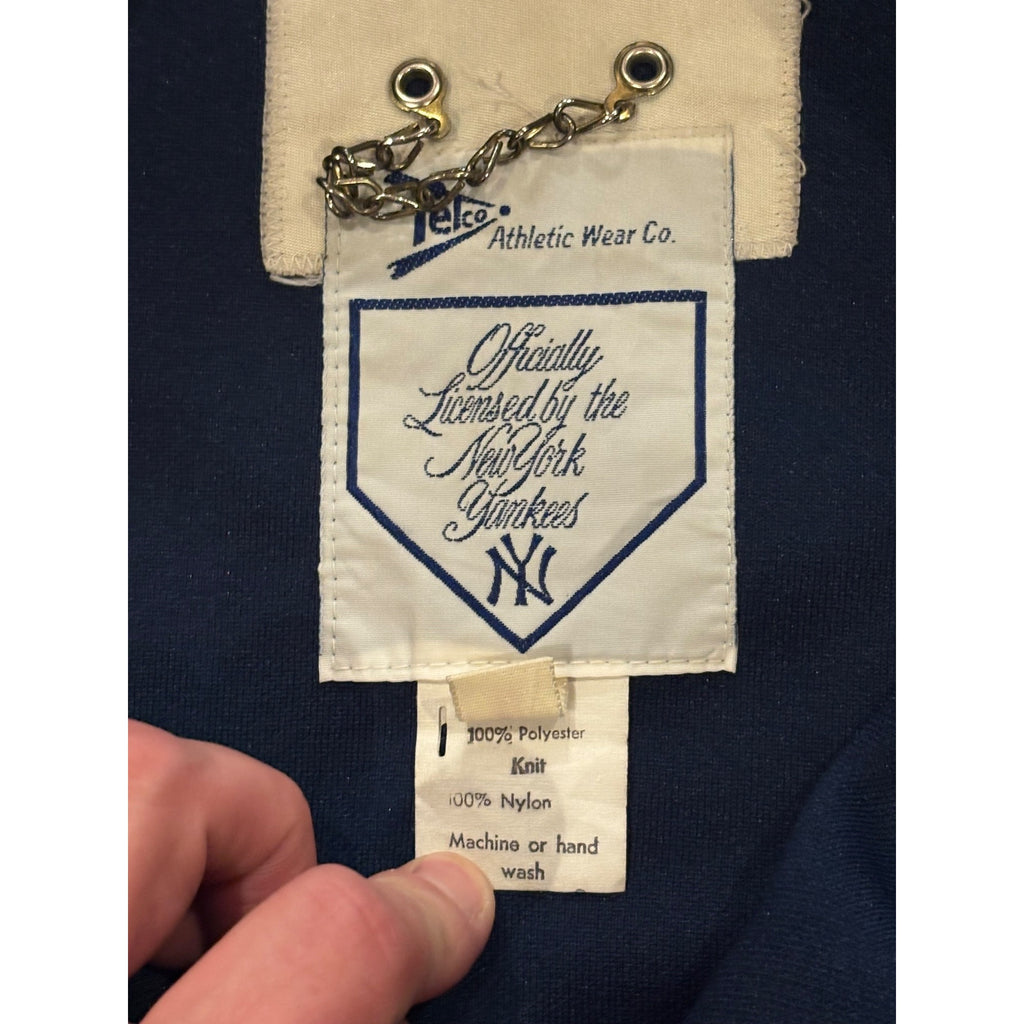 Telco
Athletic Wear Co.
Officially
Licensed by the
New York
Yankees
NY
100% Polyester
Knit
100% Nylon
Machine or hand
wash